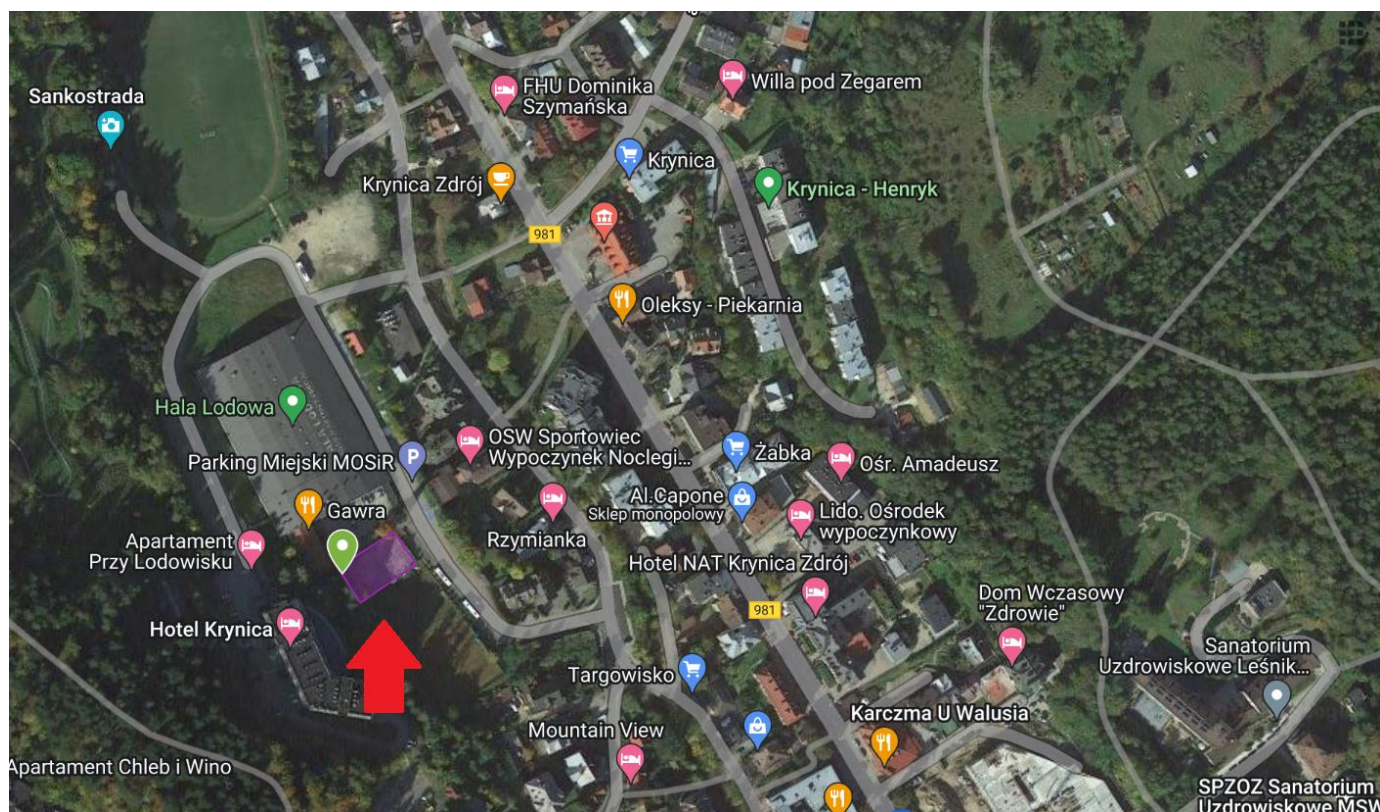 Sankostrada
FHU Dominika
Szymańska
Willa pod Zegarem
Krynica
Krynica Zdrój
Krynica - Henryk
981
Oleksy - Piekarnia
Hala Lodowa
OSW Sportowiec
Wypoczynek Noclegi...
Parking Miejski MOSiR
P
Żabka
Ośr. Amadeusz
Al.Capone
Sklep monopolowy
Gawra
Lido. Ośrodek
wypoczynkowy
Rzymianka
Apartament
Przy Lodowisku
Hotel NAT Krynica Zdrój
Dom Wczasowy
"Zdrowie"
981
Hotel Krynica
Sanatorium
Uzdrowiskowe Leśnik...
Targowisko
Karczma U Walusia
Mountain View
Apartament Chleb i Wino
SPZOZ Sanatorium
Uzdrowiskowe MSW